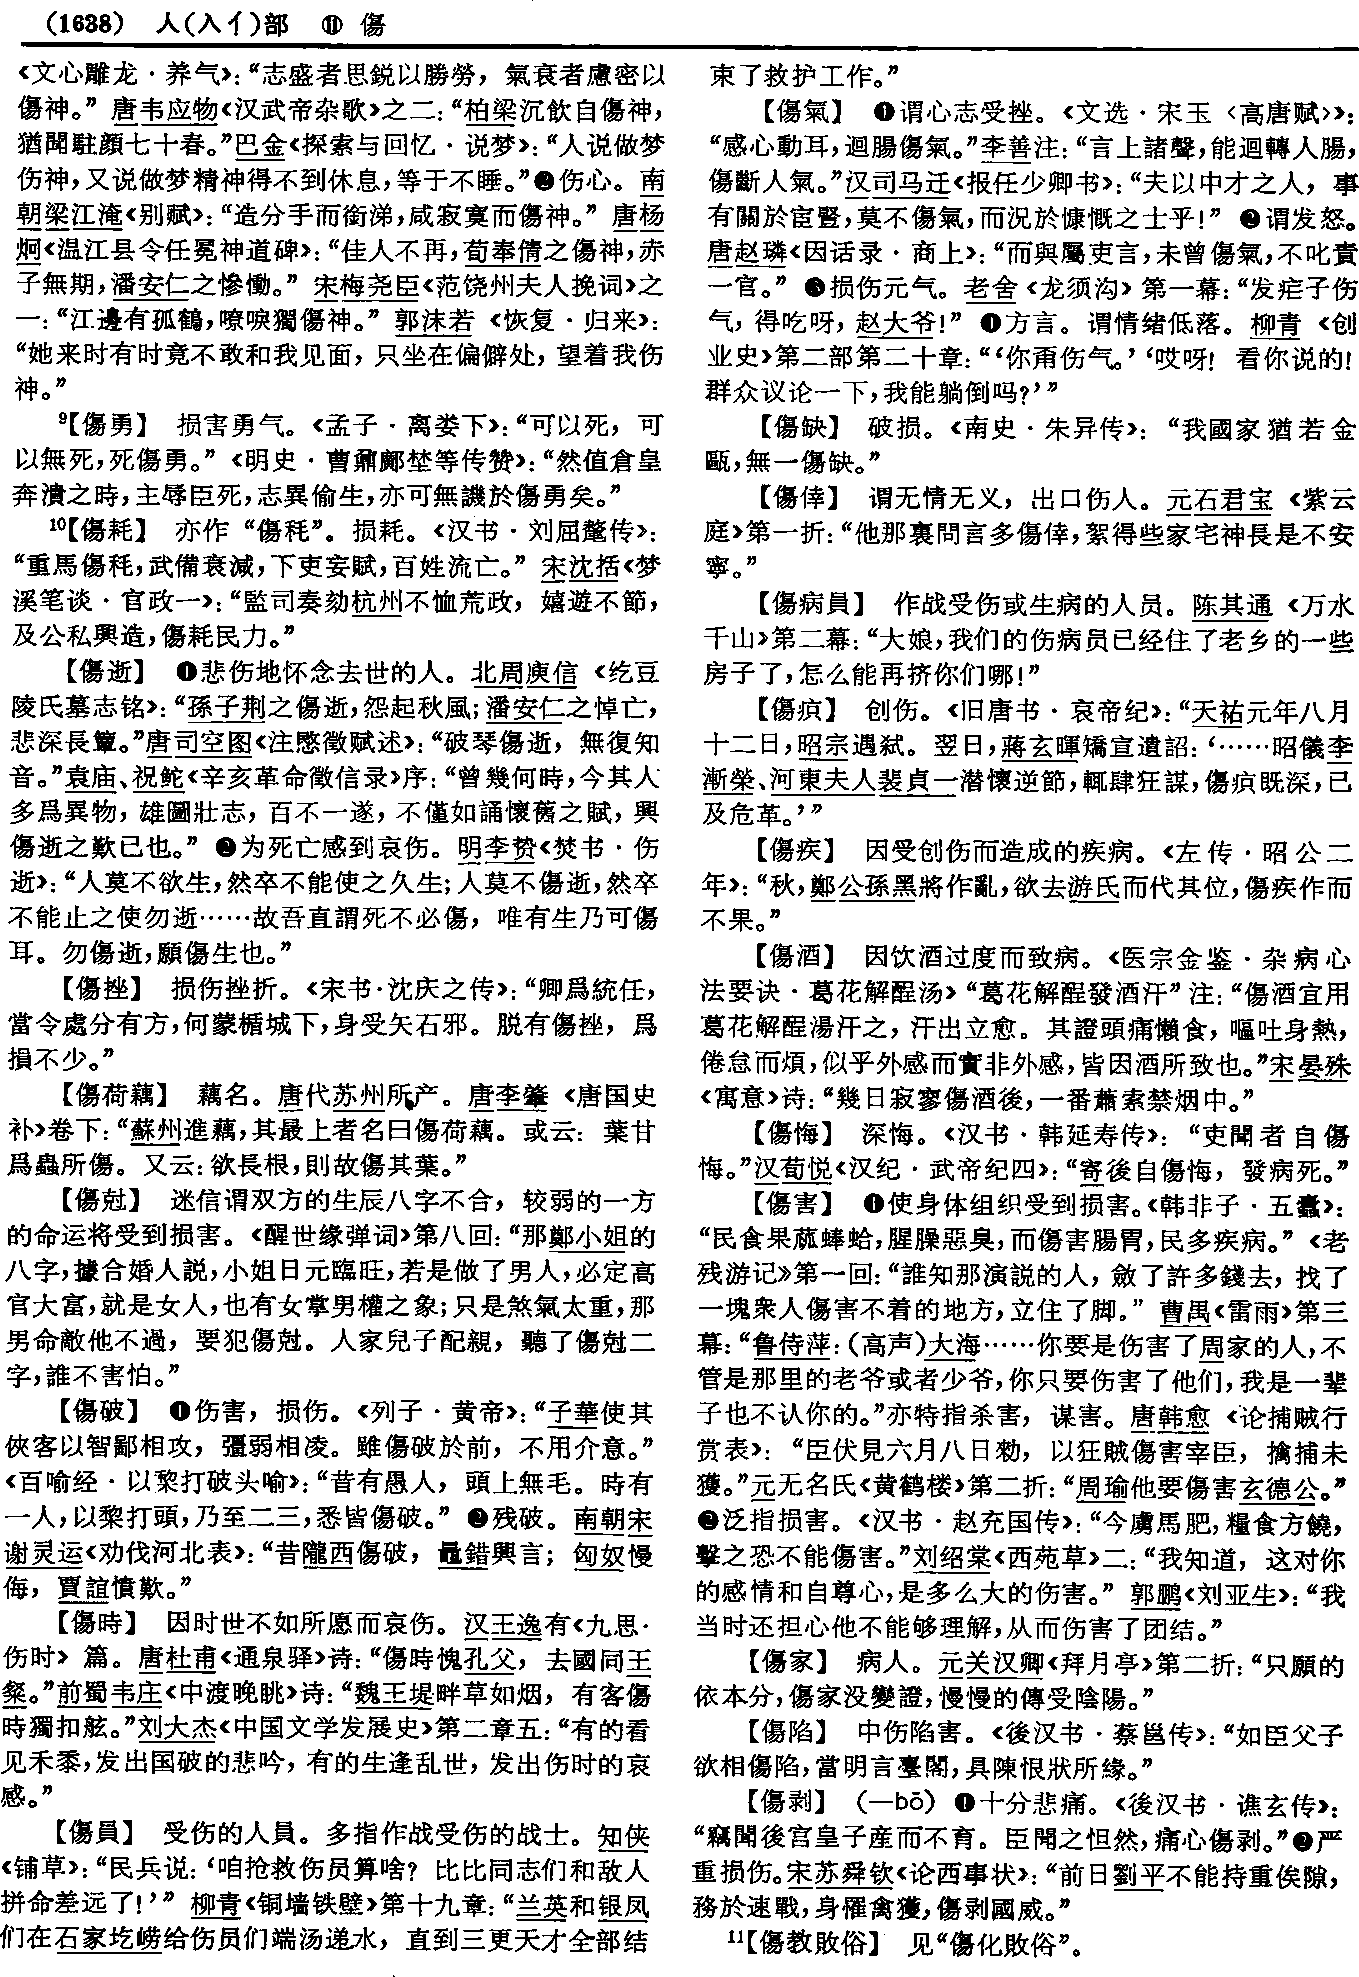 (1638) 人(入亻)部 ⑪ 傷
《文心雕龙·养气》：“志盛者思鋭以勝勞，氣衰者慮密以
傷神。”唐韦应物《汉武帝杂歌》之二：“柏梁沉飲自傷神，
猶聞駐顔七十春。”巴金《探索与回忆·说梦》：“人说做梦
伤神，又说做梦精神得不到休息，等于不睡。”❷伤心。南
朝梁江淹《别赋》：“造分手而銜涕，咸寂寞而傷神。”唐杨
炯《温江县令任冕神道碑》：“佳人不再，荀奉倩之傷神，赤
子無期，潘安仁之慘慟。”宋梅尧臣《范饶州夫人挽词》之
一：“江邊有孤鶴，嘹唳獨傷神。”郭沫若《恢复·归来》：
“她来时有时竟不敢和我见面，只坐在偏僻处，望着我伤
神。”
⁹【傷勇】 损害勇气。《孟子·离娄下》：“可以死，可
以無死，死傷勇。”《明史·曹鼐鄺埜等传赞》：“然值倉皇
奔潰之時，主辱臣死，志異偷生，亦可無譏於傷勇矣。”
¹⁰【傷耗】 亦作“傷秏”。损耗。《汉书·刘屈氂传》：
“重馬傷秏，武備衰減，下吏妄賦，百姓流亡。”宋沈括《梦
溪笔谈·官政一》：“監司奏劾杭州不恤荒政，嬉遊不節，
及公私興造，傷耗民力。”
【傷逝】 ❶悲伤地怀念去世的人。北周庾信《纥豆
陵氏墓志铭》：“孫子荆之傷逝，怨起秋風；潘安仁之悼亡，
悲深長簟。”唐司空图《注愍徵赋述》：“破琴傷逝，無復知
音。”袁庙、祝鲀《辛亥革命徵信录》序：“曾幾何時，今其人
多爲異物，雄圖壯志，百不一遂，不僅如誦懷舊之賦，興
傷逝之歎已也。”❷为死亡感到哀伤。明李贽《焚书·伤
逝》：“人莫不欲生，然卒不能使之久生；人莫不傷逝，然卒
不能止之使勿逝……故吾直謂死不必傷，唯有生乃可傷
耳。勿傷逝，願傷生也。”
【傷挫】 损伤挫折。《宋书·沈庆之传》：“卿爲統任，
當令處分有方，何蒙楯城下，身受矢石邪。脱有傷挫，爲
損不少。”
【傷荷藕】 藕名。唐代苏州所产。唐李肇《唐国史
补》卷下：“蘇州進藕，其最上者名曰傷荷藕。或云：葉甘
爲蟲所傷。又云：欲長根，則故傷其葉。”
【傷尅】 迷信谓双方的生辰八字不合，较弱的一方
的命运将受到损害。《醒世缘弹词》第八回：“那鄭小姐的
八字，據合婚人説，小姐日元臨旺，若是做了男人，必定高
官大富，就是女人，也有女掌男權之象；只是煞氣太重，那
男命敵他不過，要犯傷尅。人家兒子配親，聽了傷尅二
字，誰不害怕。”
【傷破】 ❶伤害，损伤。《列子·黄帝》：“子華使其
俠客以智鄙相攻，彊弱相凌。雖傷破於前，不用介意。”
《百喻经·以棃打破头喻》：“昔有愚人，頭上無毛。時有
一人，以棃打頭，乃至二三，悉皆傷破。”❷残破。南朝宋
谢灵运《劝伐河北表》：“昔隴西傷破，鼂錯興言；匈奴慢
侮，賈誼憤歎。”
【傷時】 因时世不如所愿而哀伤。汉王逸有《九思·
伤时》篇。唐杜甫《通泉驿》诗：“傷時愧孔父，去國同王
粲。”前蜀韦庄《中渡晚眺》诗：“魏王堤畔草如烟，有客傷
時獨扣舷。”刘大杰《中国文学发展史》第二章五：“有的看
见禾黍，发出国破的悲吟，有的生逢乱世，发出伤时的哀
感。”
【傷員】 受伤的人員。多指作战受伤的战士。知侠
《铺草》：“民兵说：‘咱抢救伤员算啥？比比同志们和敌人
拼命差远了！’”柳青《铜墙铁壁》第十九章：“兰英和银凤
们在石家圪崂给伤员们端汤递水，直到三更天才全部结
束了救护工作。”
【傷氣】 ❶谓心志受挫。《文选·宋玉〈高唐赋〉》：
“感心動耳，迴腸傷氣。”李善注：“言上諸聲，能迴轉人腸，
傷斷人氣。”汉司马迁《报任少卿书》：“夫以中才之人，事
有關於宦豎，莫不傷氣，而況於慷慨之士乎！”❷谓发怒。
唐赵璘《因话录·商上》：“而與屬吏言，未曾傷氣，不叱責
一官。”❸损伤元气。老舍《龙须沟》第一幕：“发疟子伤
气，得吃呀，赵大爷！”❹方言。谓情绪低落。柳青《创
业史》第二部第二十章：“‘你甭伤气。’‘哎呀！看你说的！
群众议论一下，我能躺倒吗？’”
【傷缺】 破损。《南史·朱异传》：“我國家猶若金
甌，無一傷缺。”
【傷倖】 谓无情无义，出口伤人。元石君宝《紫云
庭》第一折：“他那裏問言多傷倖，絮得些家宅神長是不安
寧。”
【傷病員】 作战受伤或生病的人员。陈其通《万水
千山》第二幕：“大娘，我们的伤病员已经住了老乡的一些
房子了，怎么能再挤你们哪！”
【傷痕】 创伤。《旧唐书·哀帝纪》：“天祐元年八月
十二日，昭宗遇弑。翌日，蔣玄暉矯宣遺詔：‘……昭儀李
漸榮、河東夫人裴貞一潛懷逆節，輒肆狂謀，傷痕既深，已
及危革。’”
【傷疾】 因受创伤而造成的疾病。《左传·昭公二
年》：“秋，鄭公孫黑將作亂，欲去游氏而代其位，傷疾作而
不果。”
【傷酒】 因饮酒过度而致病。《医宗金鉴·杂病心
法要诀·葛花解酲汤》“葛花解酲發酒汗”注：“傷酒宜用
葛花解酲湯汗之，汗出立愈。其證頭痛懶食，嘔吐身熱，
倦怠而煩，似乎外感而實非外感，皆因酒所致也。”宋晏殊
《寓意》诗：“幾日寂寥傷酒後，一番蕭索禁烟中。”
【傷悔】 深悔。《汉书·韩延寿传》：“吏聞者自傷
悔。”汉荀悦《汉纪·武帝纪四》：“寄後自傷悔，發病死。”
【傷害】 ❶使身体组织受到损害。《韩非子·五蠹》：
“民食果蓏蜯蛤，腥臊惡臭，而傷害腸胃，民多疾病。”《老
残游记》第一回：“誰知那演説的人，斂了許多錢去，找了
一塊衆人傷害不着的地方，立住了脚。”曹禺《雷雨》第三
幕：“鲁侍萍：(高声)大海……你要是伤害了周家的人，不
管是那里的老爷或者少爷，你只要伤害了他们，我是一辈
子也不认你的。”亦特指杀害，谋害。唐韩愈《论捕贼行
赏表》：“臣伏見六月八日勑，以狂賊傷害宰臣，擒捕未
獲。”元无名氏《黄鹤楼》第二折：“周瑜他要傷害玄德公。”
❷泛指损害。《汉书·赵充国传》：“今虜馬肥，糧食方饒，
擊之恐不能傷害。”刘绍棠《西苑草》二：“我知道，这对你
的感情和自尊心，是多么大的伤害。”郭鹏《刘亚生》：“我
当时还担心他不能够理解，从而伤害了团结。”
【傷家】 病人。元关汉卿《拜月亭》第二折：“只願的
依本分，傷家没變證，慢慢的傳受陰陽。”
【傷陷】 中伤陷害。《後汉书·蔡邕传》：“如臣父子
欲相傷陷，當明言臺閣，具陳恨狀所緣。”
【傷剥】 (—bō) ❶十分悲痛。《後汉书·谯玄传》：
“竊聞後宫皇子産而不育。臣聞之怛然，痛心傷剥。”❷严
重损伤。宋苏舜钦《论西事状》：“前日劉平不能持重俟隙，
務於速戰，身罹禽獲，傷剥國威。”
¹¹【傷教敗俗】 见“傷化敗俗”。